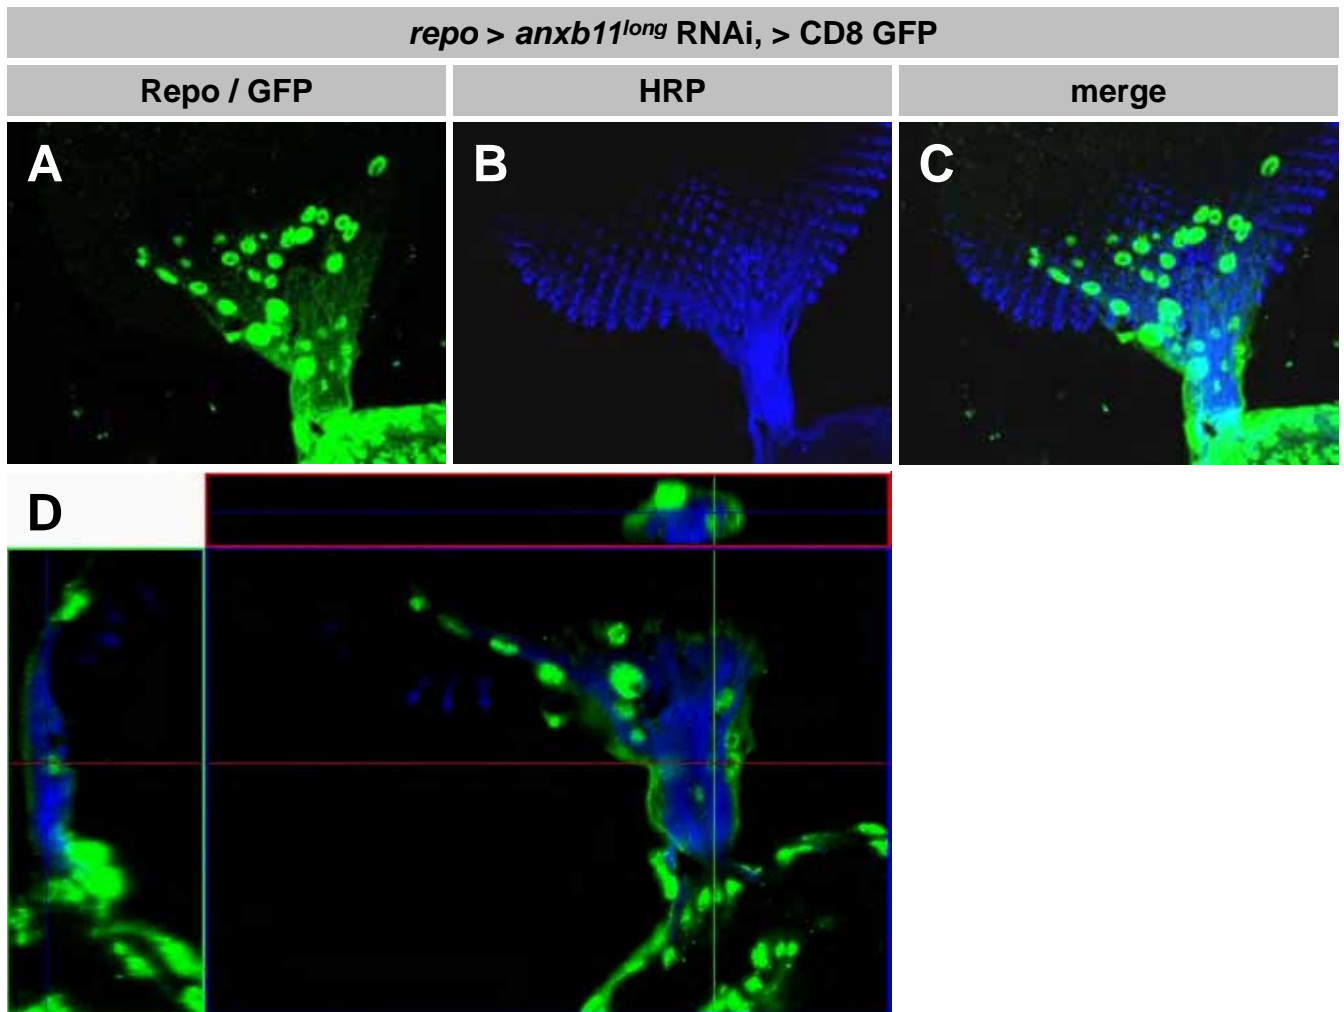 repo > anxb11long RNAi, > CD8 GFP
Repo / GFP
HRP
merge
A
B
C
D